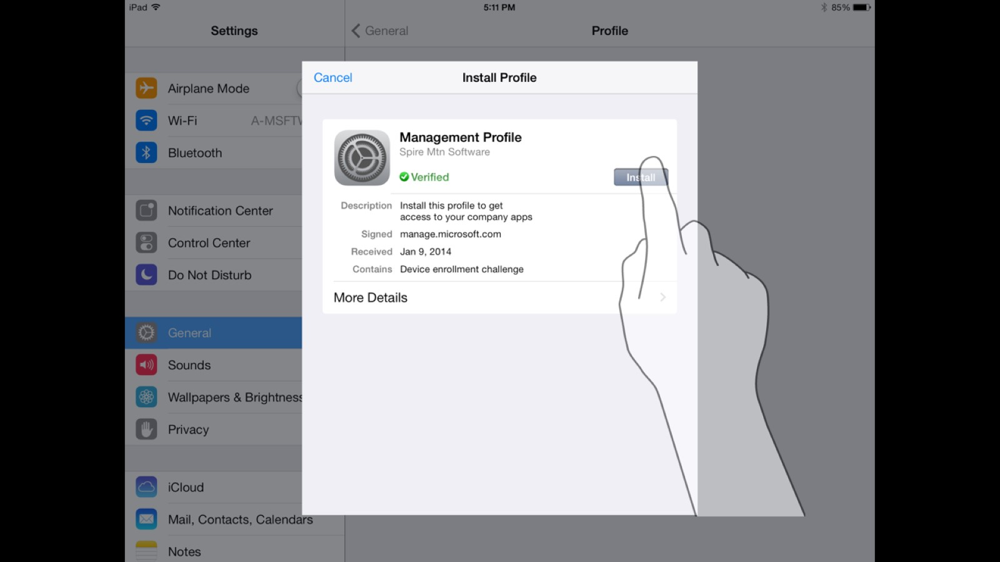 iPad
5:11 PM
85%
Settings
General
Profile
Airplane Mode
Wi-Fi
A-MSFTW
Bluetooth
Notification Center
Control Center
Do Not Disturb
General
Sounds
Wallpapers & Brightness
Privacy
iCloud
Mail, Contacts, Calendars
Notes
Cancel
Install Profile
Management Profile
Spire Mtn Software
Verified
Install
Description Install this profile to get
access to your company apps
Signed manage.microsoft.com
Received Jan 9, 2014
Contains Device enrollment challenge
More Details